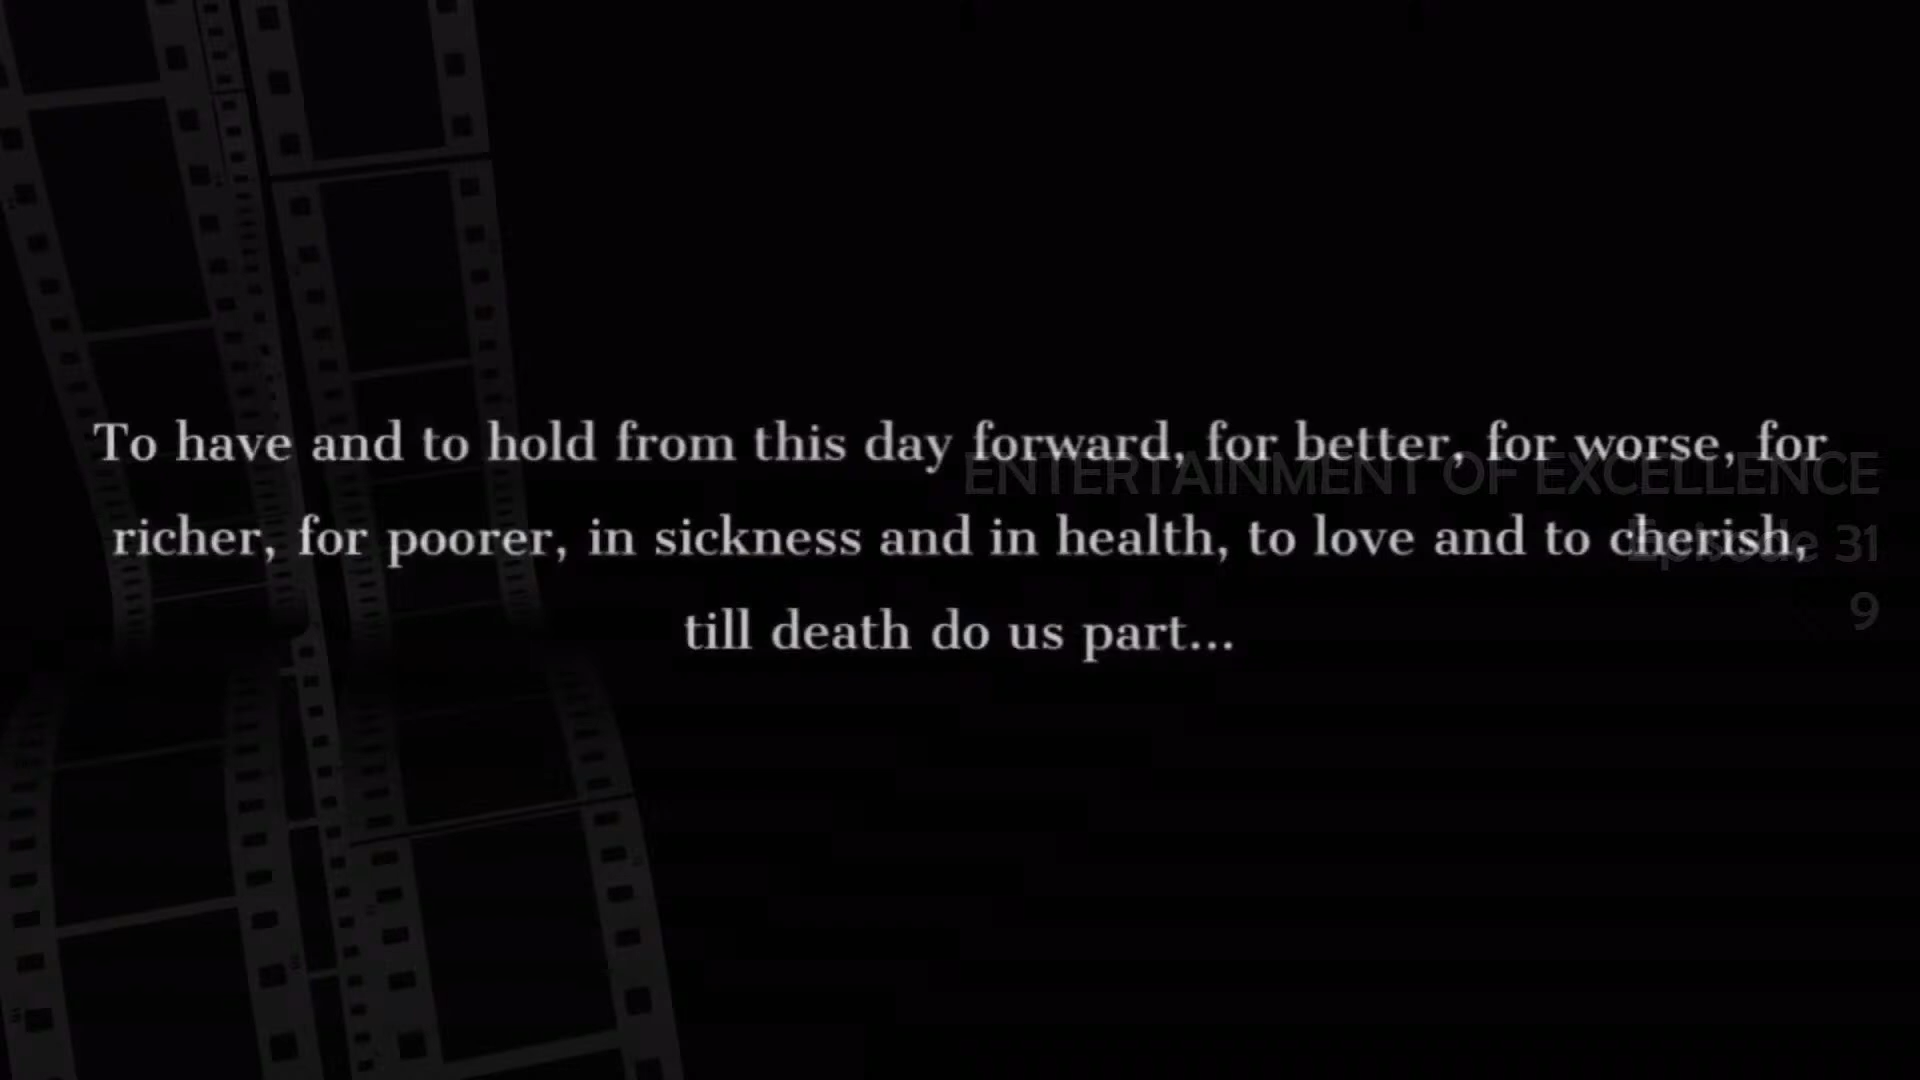 To have and to hold from this day forward, for better, for worse, for
richer, for poorer, in sickness and in health, to love and to cherish,
till death do us part...
ENTERTAINMENT OF EXCELLENCE
Episode 31
9